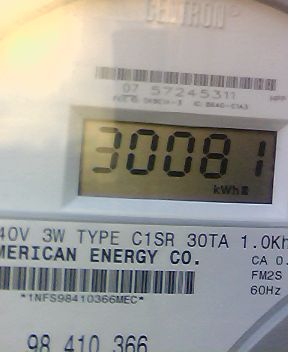 CENTRON®
07 57245311
30081
kWh
40V 3W TYPE C1SR 30TA 1.0Kh
MERICAN ENERGY CO.
CA 0.
FM2S
60Hz
*1NFS98410366MEC*
98 410 366